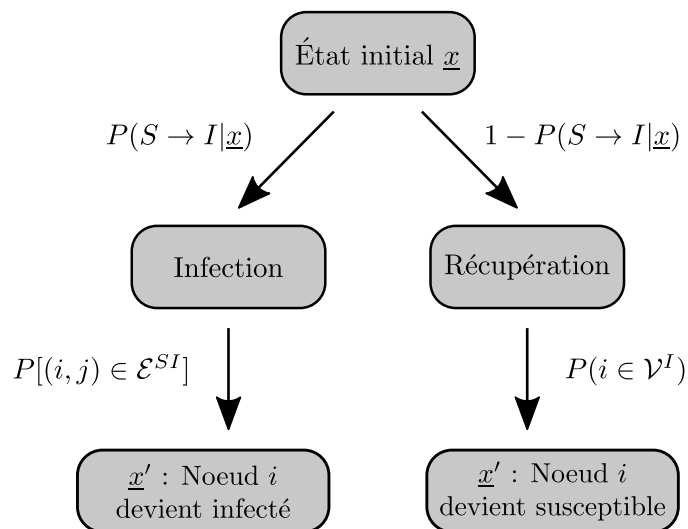 État initial x
P(S → I|x)
1 − P(S → I|x)
Infection
Récupération
P[(i, j) ∈ ℰ^{SI}]
P(i ∈ 𝒱^I)
x′ : Noeud i
devient infecté
x′ : Noeud i
devient susceptible